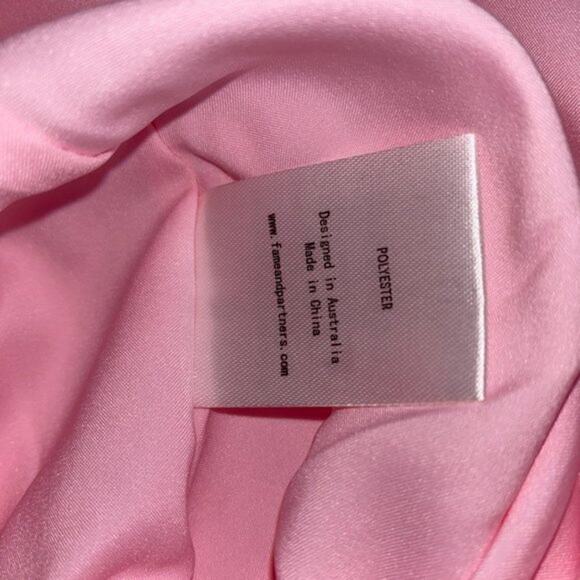 POLYESTER
Designed in Australia
Made in China
www.fameandpartners.com